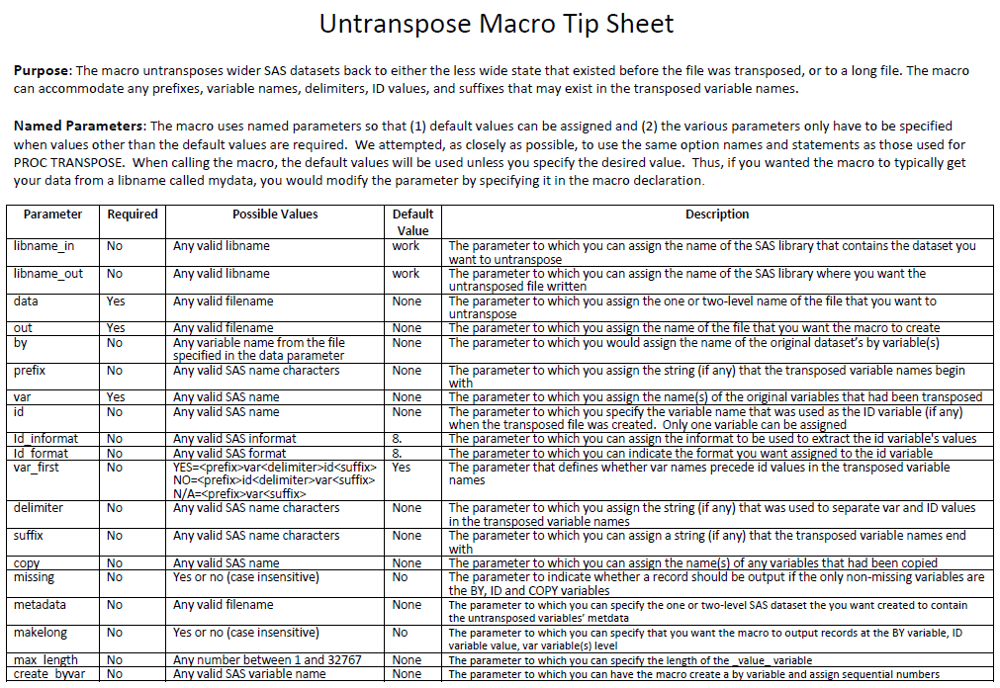 Untranspose Macro Tip Sheet
Purpose: The macro untransposes wider SAS datasets back to either the less wide state that existed before the file was transposed, or to a long file. The macro
can accommodate any prefixes, variable names, delimiters, ID values, and suffixes that may exist in the transposed variable names.
Named Parameters: The macro uses named parameters so that (1) default values can be assigned and (2) the various parameters only have to be specified
when values other than the default values are required. We attempted, as closely as possible, to use the same option names and statements as those used for
PROC TRANSPOSE. When calling the macro, the default values will be used unless you specify the desired value. Thus, if you wanted the macro to typically get
your data from a libname called mydata, you would modify the parameter by specifying it in the macro declaration.
Parameter Required Possible Values Default Description
Value
libname_in No Any valid libname work The parameter to which you can assign the name of the SAS library that contains the dataset you
want to untranspose
libname_out No Any valid libname work The parameter to which you can assign the name of the SAS library where you want the
untransposed file written
data Yes Any valid filename None The parameter to which you assign the one or two-level name of the file that you want to
untranspose
out Yes Any valid filename None The parameter to which you assign the name of the file that you want the macro to create
by No Any variable name from the file None The parameter to which you would assign the name of the original dataset's by variable(s)
specified in the data parameter
prefix No Any valid SAS name characters None The parameter to which you assign the string (if any) that the transposed variable names begin
with
var Yes Any valid SAS name None The parameter to which you assign the name(s) of the original variables that had been transposed
id No Any valid SAS name None The parameter to which you specify the variable name that was used as the ID variable (if any)
when the transposed file was created. Only one variable can be assigned
Id_informat No Any valid SAS informat 8. The parameter to which you can assign the informat to be used to extract the id variable's values
Id_format No Any valid SAS format 8. The parameter to which you can indicate the format you want assigned to the id variable
var_first No YES=<prefix>var<delimiter>id<suffix> Yes The parameter that defines whether var names precede id values in the transposed variable
NO=<prefix>id<delimiter>var<suffix> names
N/A=<prefix>var<suffix>
delimiter No Any valid SAS name characters None The parameter to which you assign the string (if any) that was used to separate var and ID values
in the transposed variable names
suffix No Any valid SAS name characters None The parameter to which you can assign a string (if any) that the transposed variable names end
with
copy No Any valid SAS name None The parameter to which you can assign the name(s) of any variables that had been copied
missing No Yes or no (case insensitive) No The parameter to indicate whether a record should be output if the only non-missing variables are
the BY, ID and COPY variables
metadata No Any valid filename None The parameter to which you can specify the one or two-level SAS dataset the you want created to contain
the untransposed variables' metdata
makelong No Yes or no (case insensitive) No The parameter to which you can specify that you want the macro to output records at the BY variable, ID
variable value, var variable(s) level
max_length No Any number between 1 and 32767 None The parameter to which you can specify the length of the _value_ variable
create_byvar No Any valid SAS variable name None The parameter to which you can have the macro create a by variable and assign sequential numbers